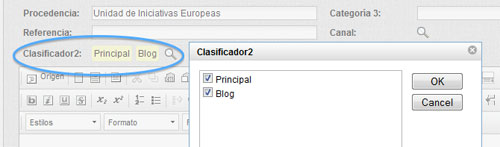 Procedencia: Unidad de Iniciativas Europeas Categoría 3:
Referencia: Canal:
Clasificador2: Principal Blog
Clasificador2
Origen
Principal
Blog
OK
Cancel
Estilos Formato